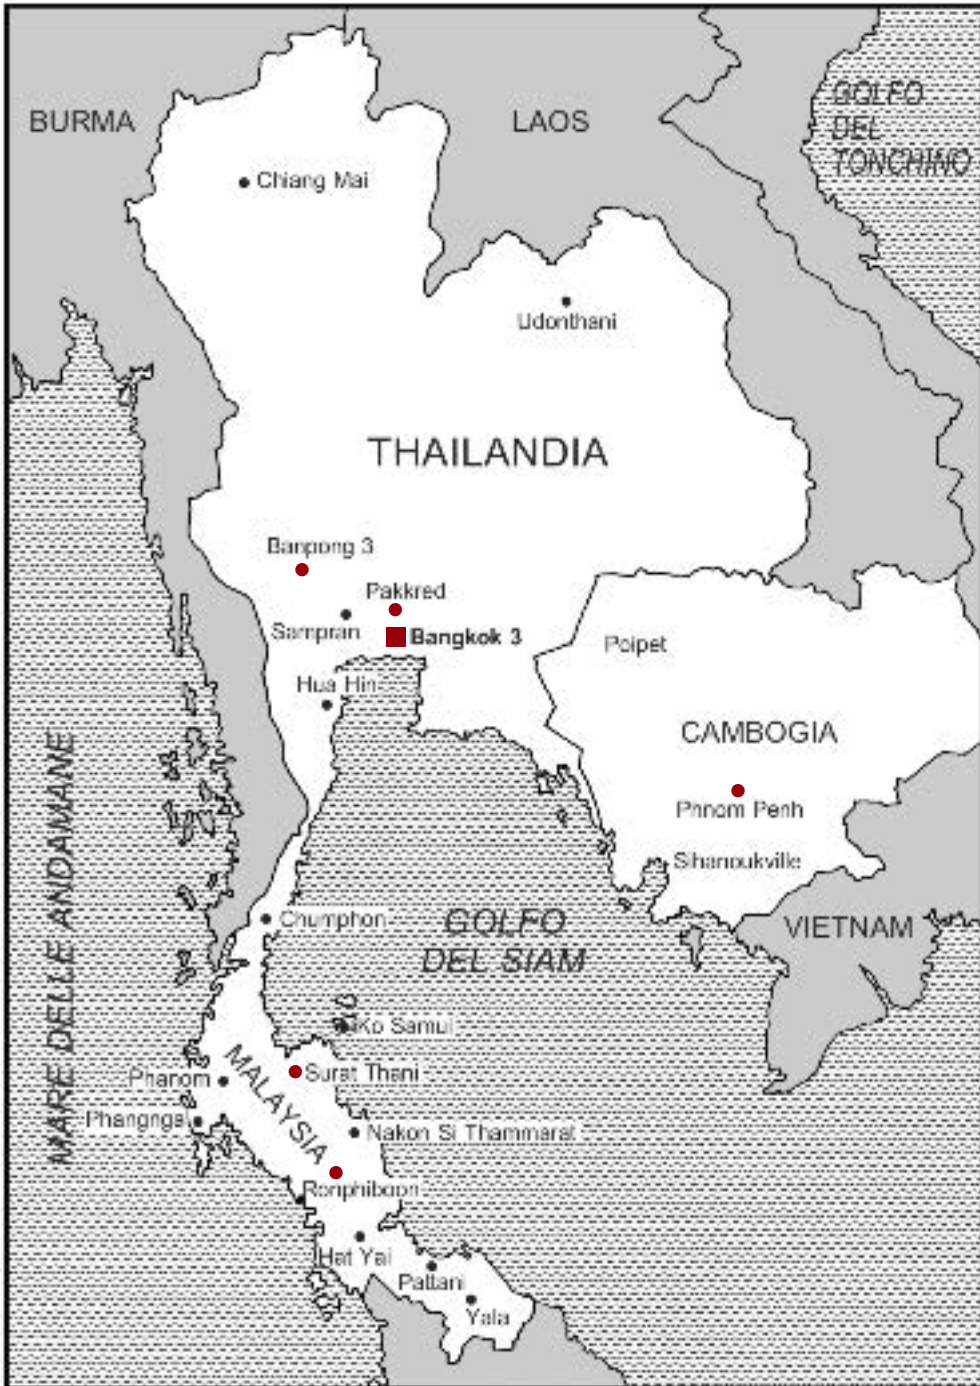 BURMA
LAOS
GOLFO
DEL
TONCHINO
Chiang Mai
Udonthani
THAILANDIA
Banpong 3
Pakkred
Sampran
Bangkok 3
Poipet
Hua Hin
CAMBOGIA
Phnom Penh
Sihanoukville
MARE DELLE ANDAMANE
Chumphon
GOLFO
DEL SIAM
VIETNAM
Ko Samui
MALAYSIA
Surat Thani
Phanom
Phangnga
Nakon Si Thammarat
Ronphiboon
Hat Yai
Pattani
Yala